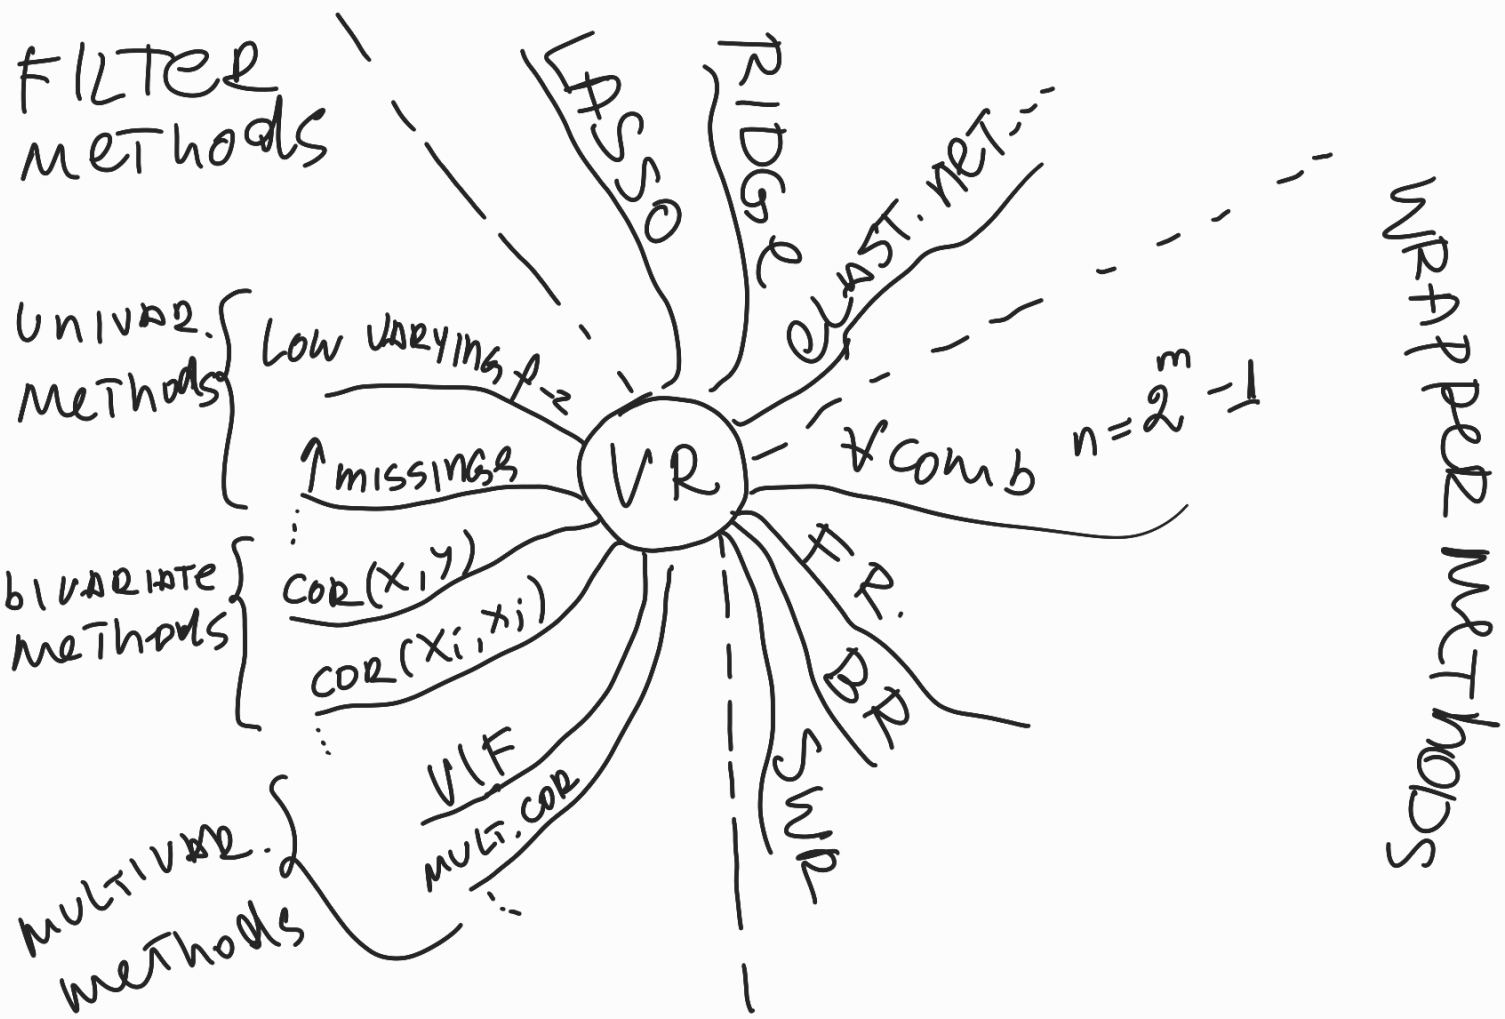 FILTER
METHODS
LASSO
RIDGE
ELAST. NET...
UNIVAR.
METHODS
LOW VARYING
↑ MISSINGS
BIVARIATE
METHODS
COR(X,Y)
COR(Xi,Xj)
MULTIVAR.
METHODS
VIF
MULT. COR
VR
∀ COMB n=2^m-1
FR.
BR
SWR
WRAPPER METHODS